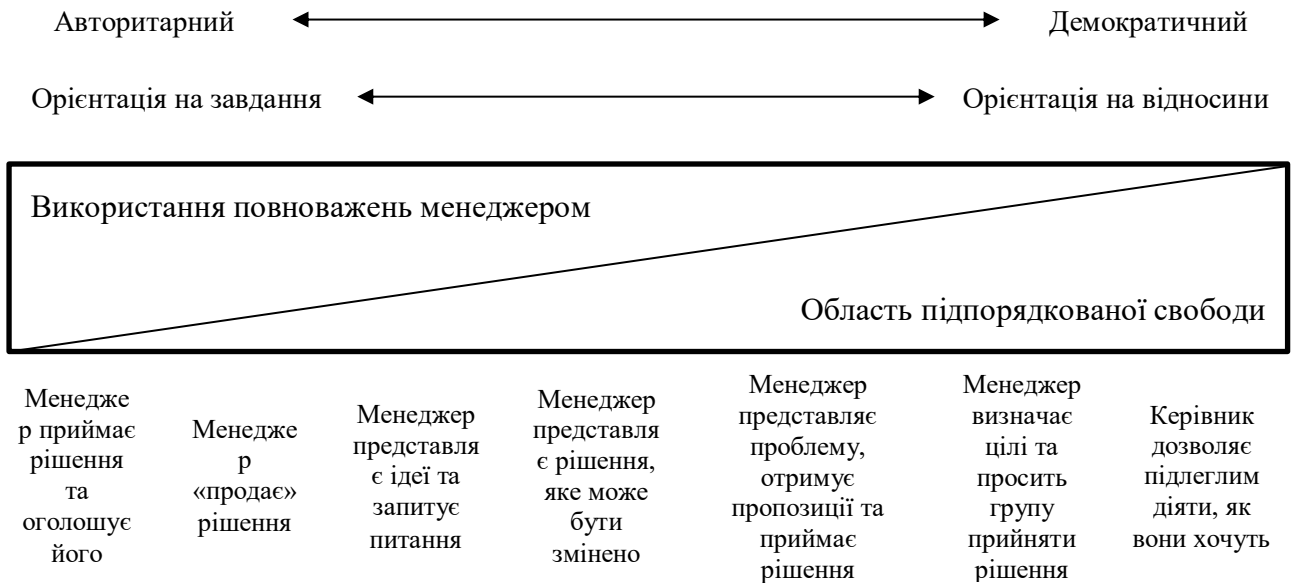 Авторитарний
Демократичний
Орієнтація на завдання
Орієнтація на відносини
Використання повноважень менеджером
Область підпорядкованої свободи
Менедже
р приймає
рішення
та
оголошує
його
Менедже
р
«продає»
рішення
Менеджер
представля
є ідеї та
запитує
питання
Менеджер
представля
є рішення,
яке може
бути
змінено
Менеджер
представляє
проблему,
отримує
пропозиції та
приймає
рішення
Менеджер
визначає
цілі та
просить
групу
прийняти
рішення
Керівник
дозволяє
підлеглим
діяти, як
вони хочуть